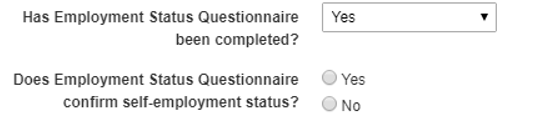 Has Employment Status Questionnaire Yes
been completed?
Does Employment Status Questionnaire Yes
confirm self-employment status? No